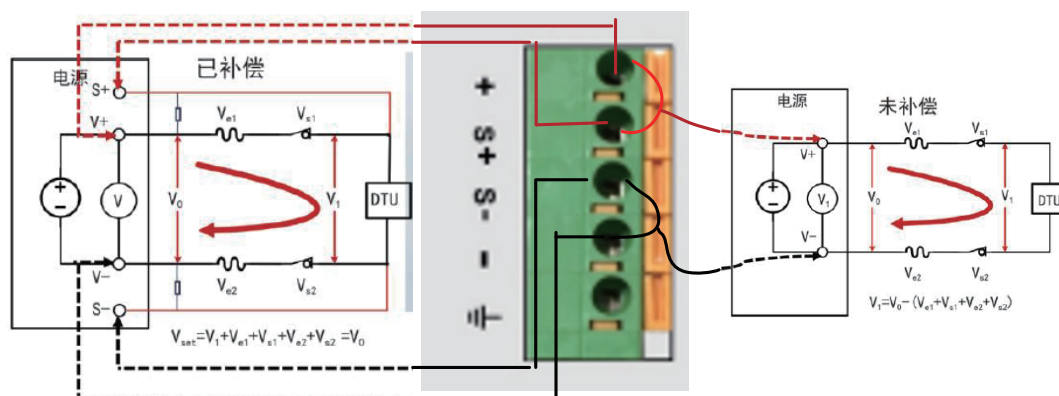 已补偿
电源
S+
V+
V
V-
S-
Ve1
Vs1
V0
V1
DTU
Ve2
Vs2
Vset=V1+Ve1+Vs1+Ve2+Vs2 =V0
+
S+
S-
-
未补偿
电源
V+
V1
V-
Ve1
Vs1
V0
V1
DTU
Ve2
Vs2
V1=V0-(Ve1+Vs1+Ve2+Vs2)